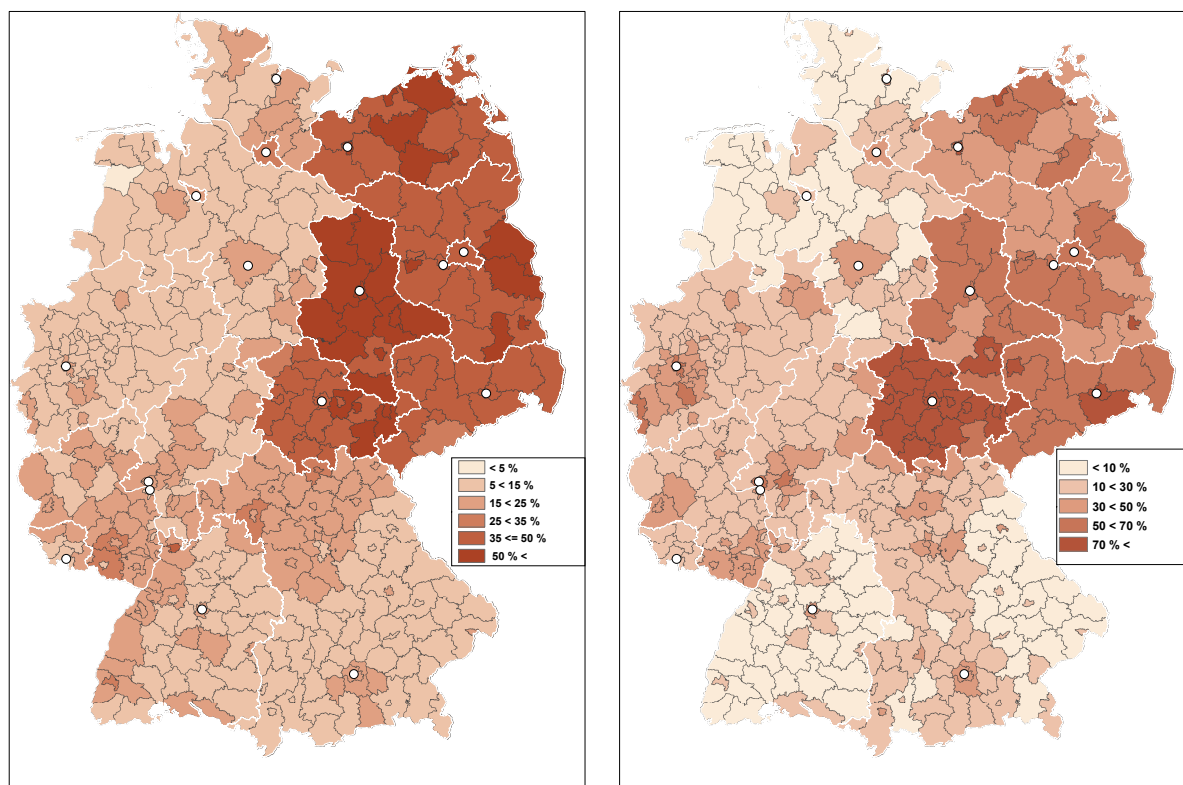 < 5 %
5 < 15 %
15 < 25 %
25 < 35 %
35 <= 50 %
50 % <
< 10 %
10 < 30 %
30 < 50 %
50 < 70 %
70 % <